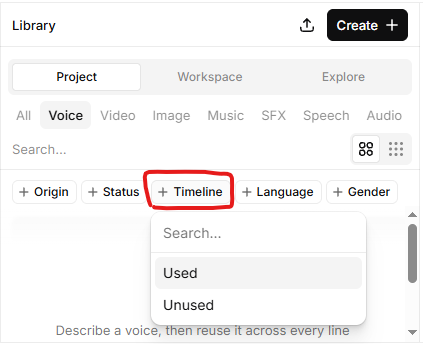 Library
Create +
Project Workspace Explore
All Voice Video Image Music SFX Speech Audio
Search...
+ Origin + Status + Timeline + Language + Gender
Search...
Used
Unused
Describe a voice, then reuse it across every line